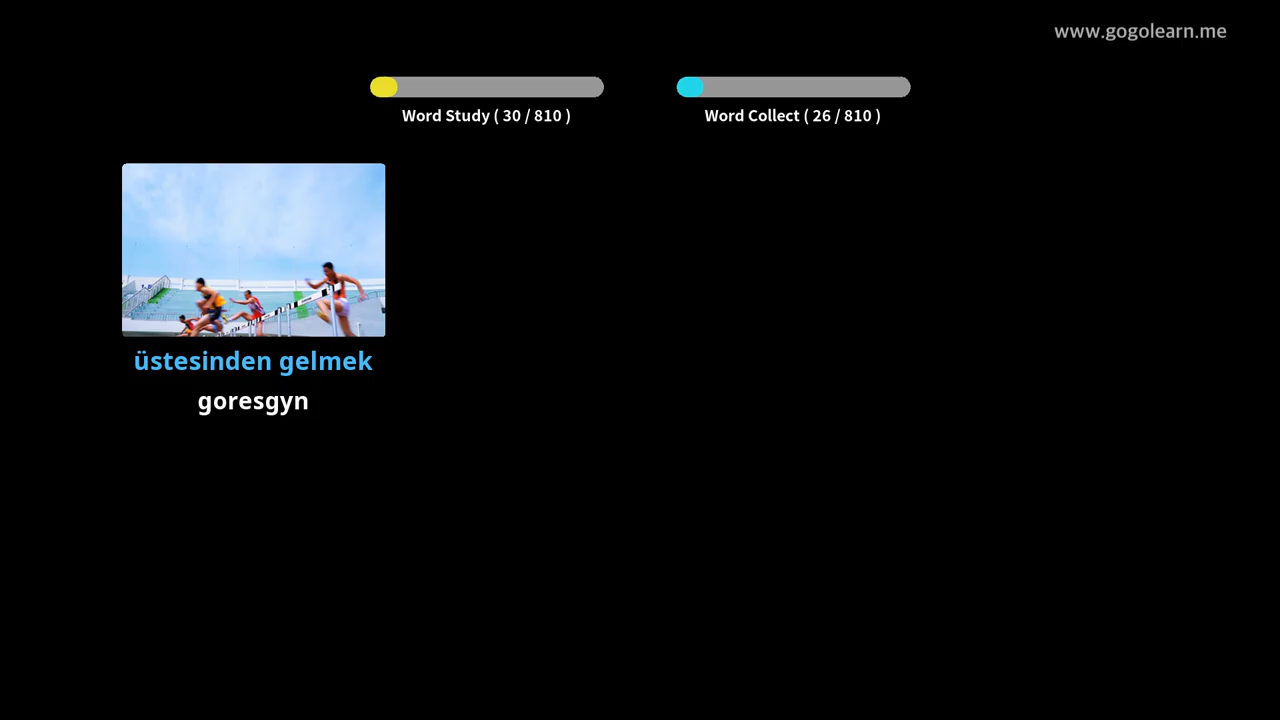 www.gogolearn.me
Word Study ( 30 / 810 )
Word Collect ( 26 / 810 )
üstesinden gelmek
goresgyn